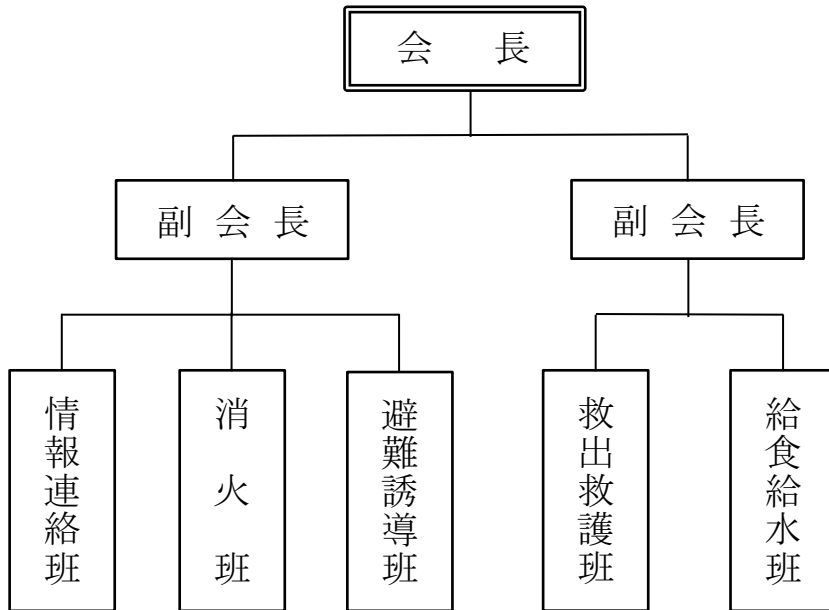 会長
副会長
副会長
情報連絡班
消火班
避難誘導班
救出救護班
給食給水班